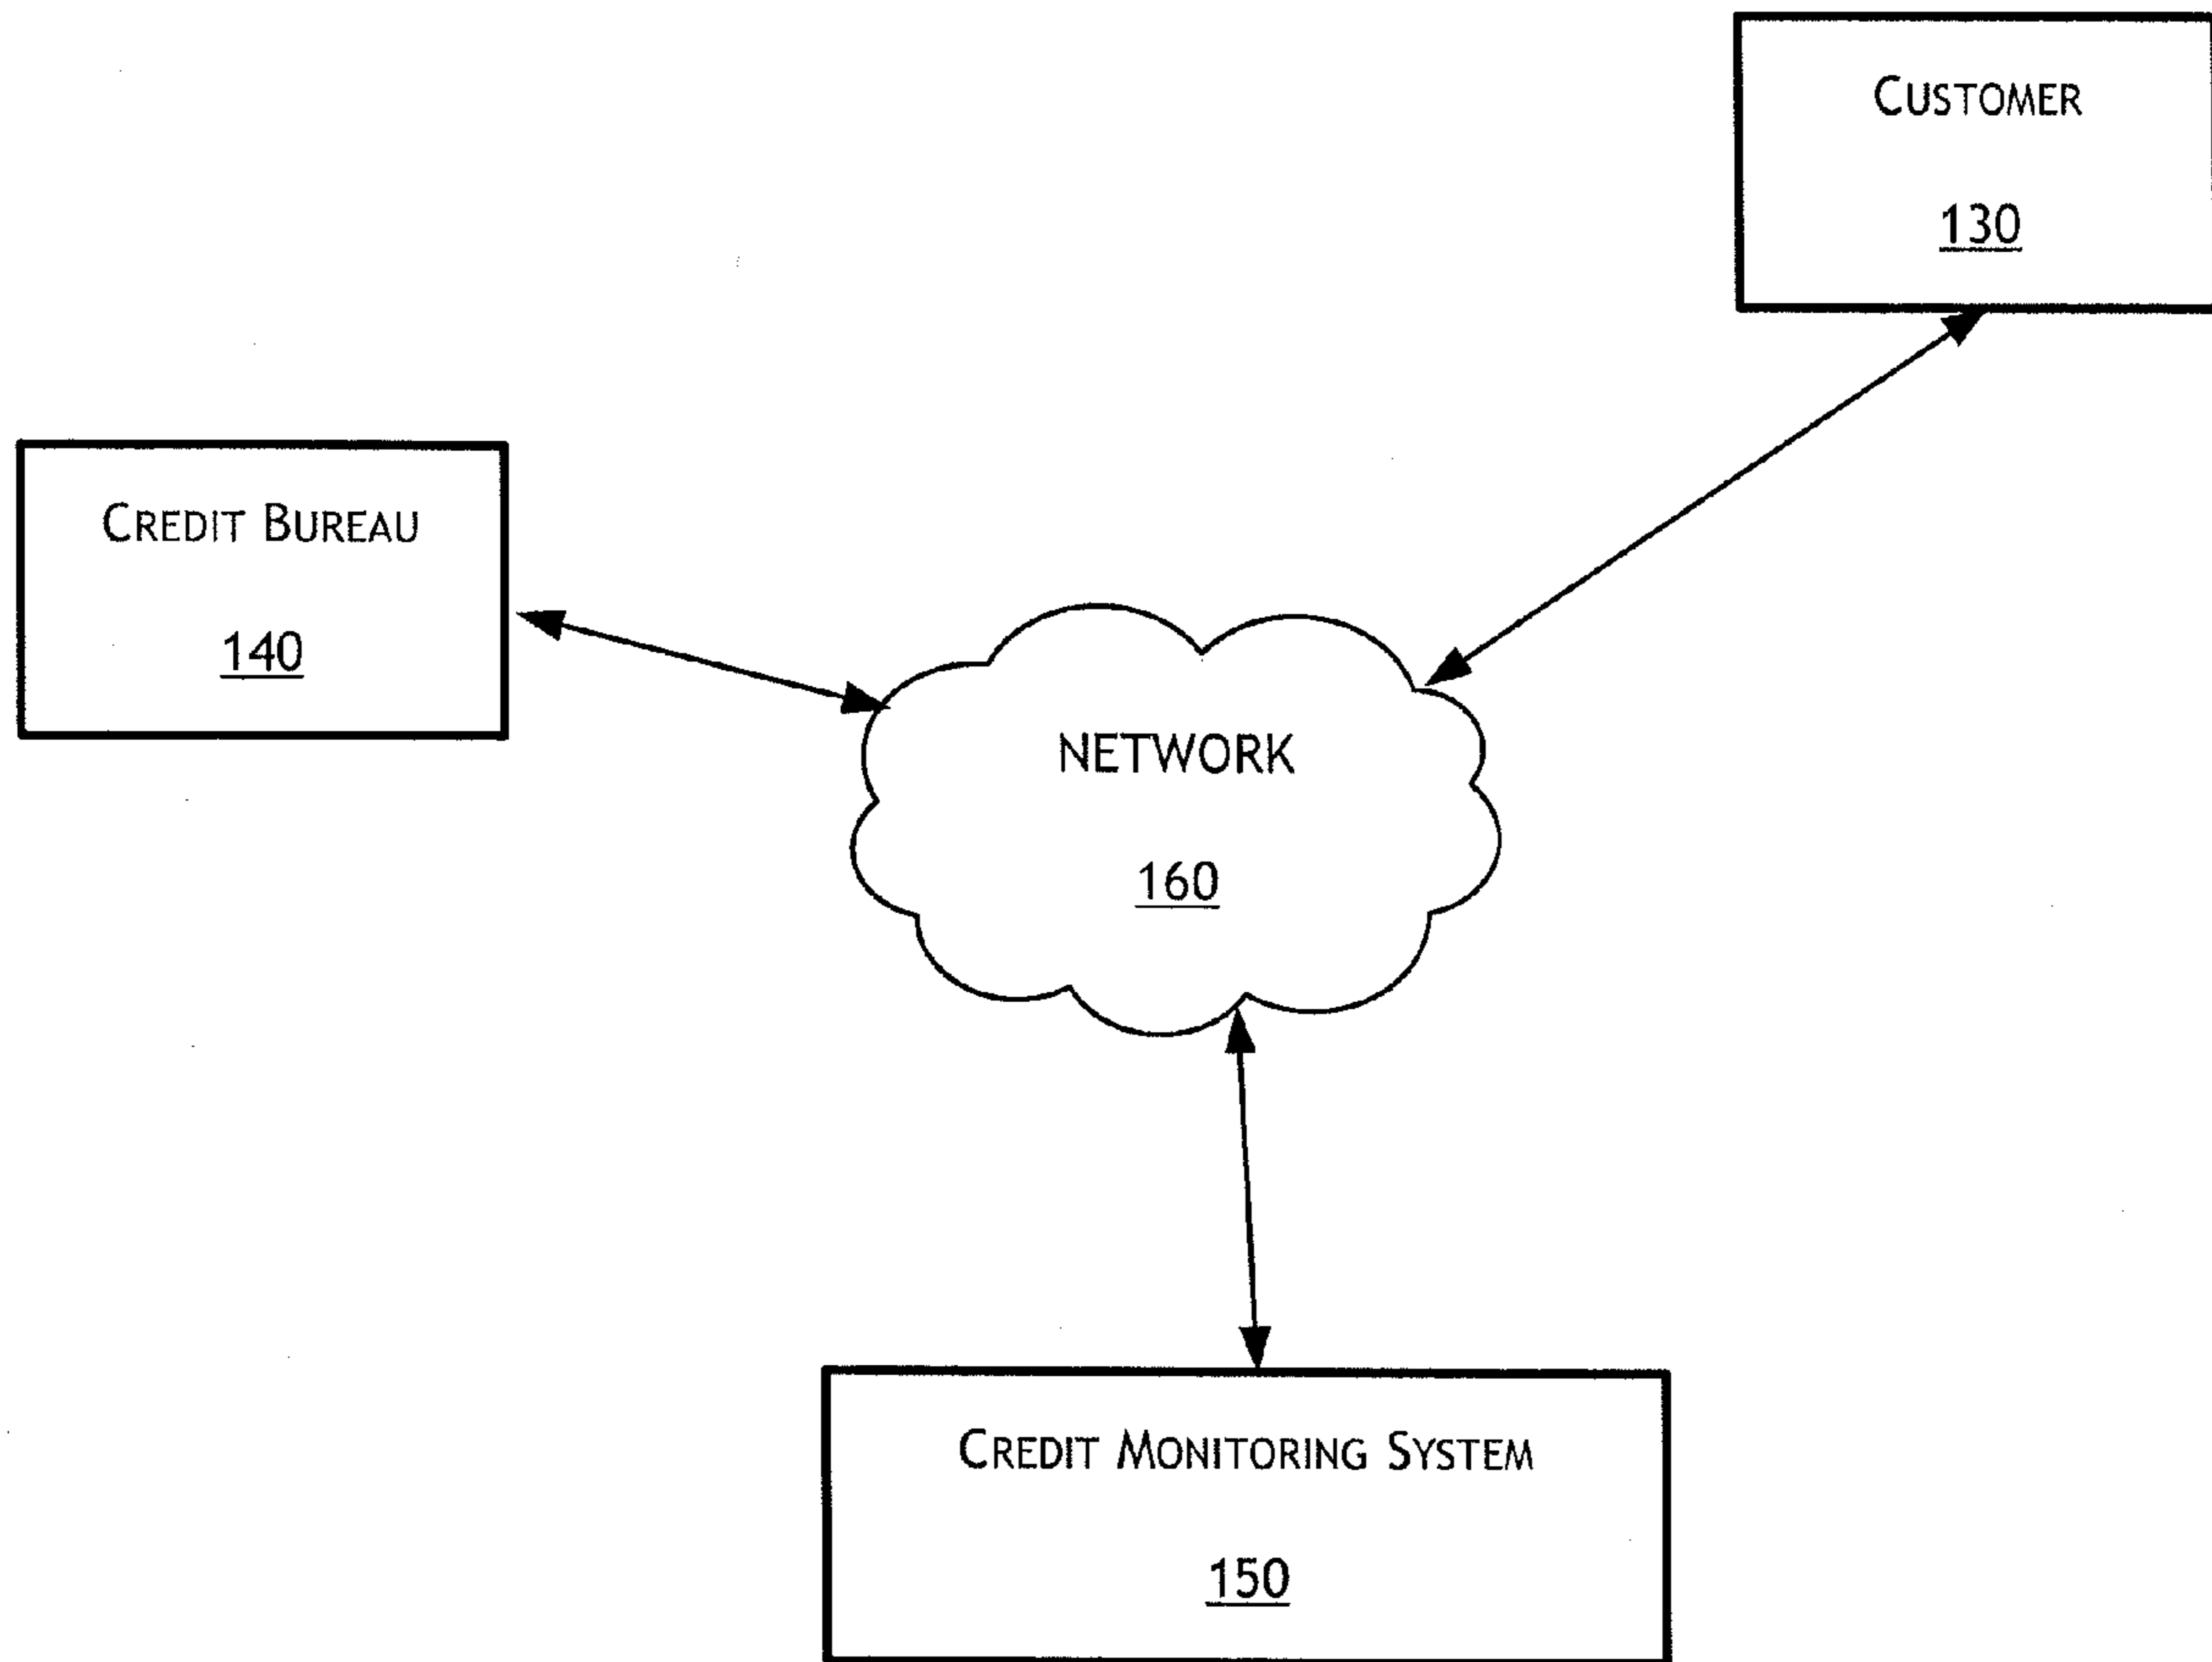 CUSTOMER
130
CREDIT BUREAU
140
NETWORK
160
CREDIT MONITORING SYSTEM
150